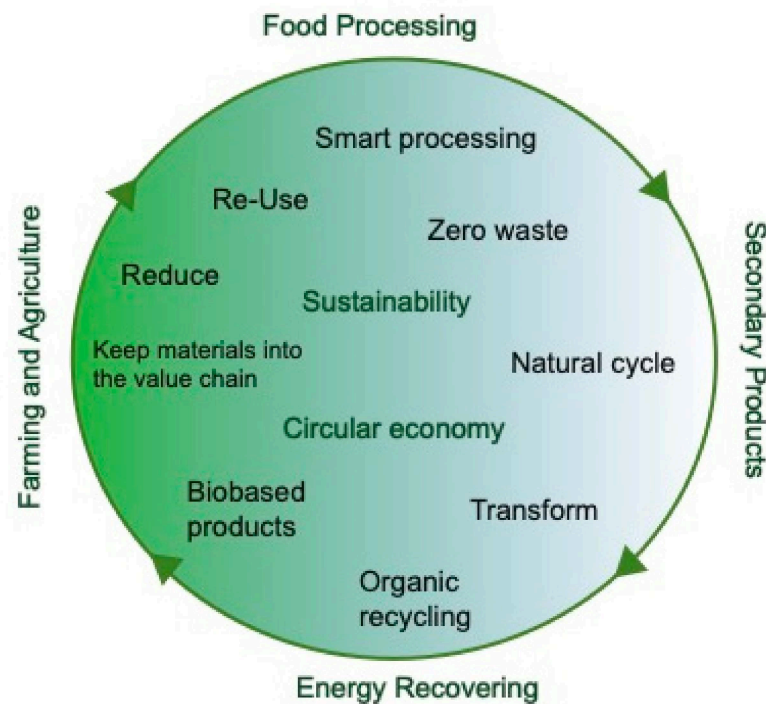 Food Processing
Smart processing
Re-Use
Zero waste
Reduce
Sustainability
Farming and Agriculture
Secondary Products
Keep materials into
the value chain
Natural cycle
Circular economy
Biobased
products
Transform
Organic
recycling
Energy Recovering